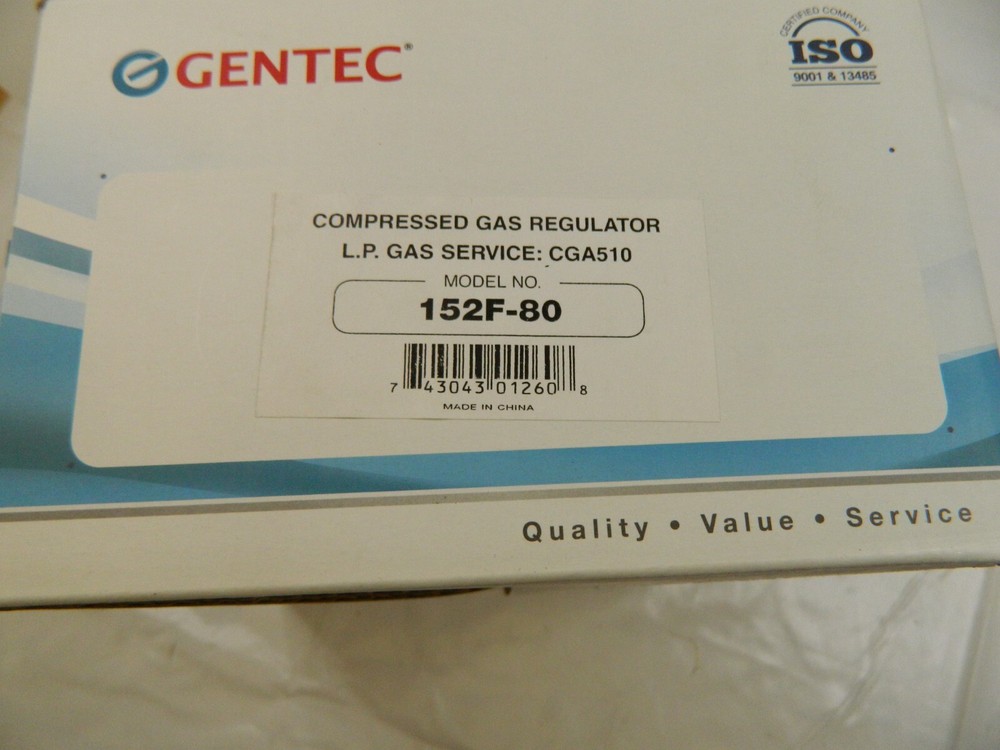 GENTEC®
CERTIFIED COMPANY
ISO
9001 & 13485
COMPRESSED GAS REGULATOR
L.P. GAS SERVICE: CGA510
MODEL NO.
152F-80
7 43043 01260 8
MADE IN CHINA
Quality • Value • Service